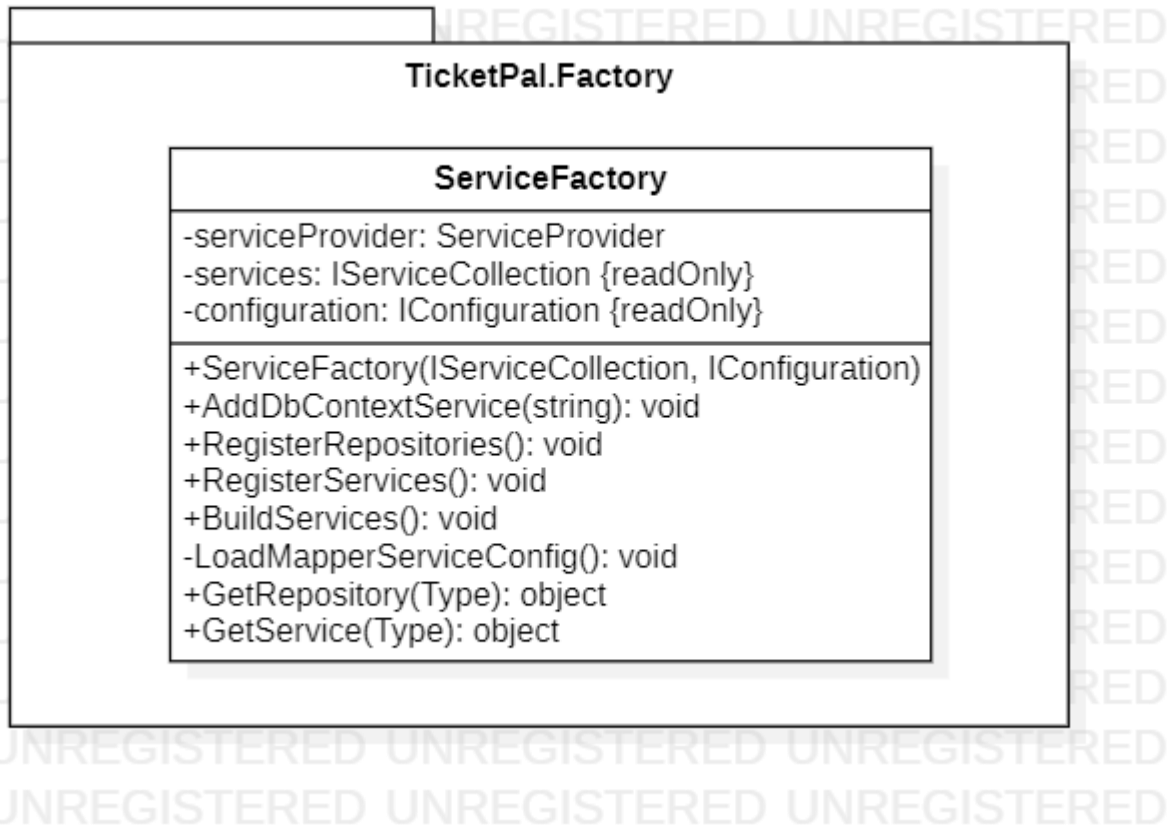 UNREGISTERED UNREGISTERED
TicketPal.Factory
ServiceFactory
-serviceProvider: ServiceProvider
-services: IServiceCollection {readOnly}
-configuration: IConfiguration {readOnly}
+ServiceFactory(IServiceCollection, IConfiguration)
+AddDbContextService(string): void
+RegisterRepositories(): void
+RegisterServices(): void
+BuildServices(): void
-LoadMapperServiceConfig(): void
+GetRepository(Type): object
+GetService(Type): object
UNREGISTERED UNREGISTERED UNREGISTERED
UNREGISTERED UNREGISTERED UNREGISTERED